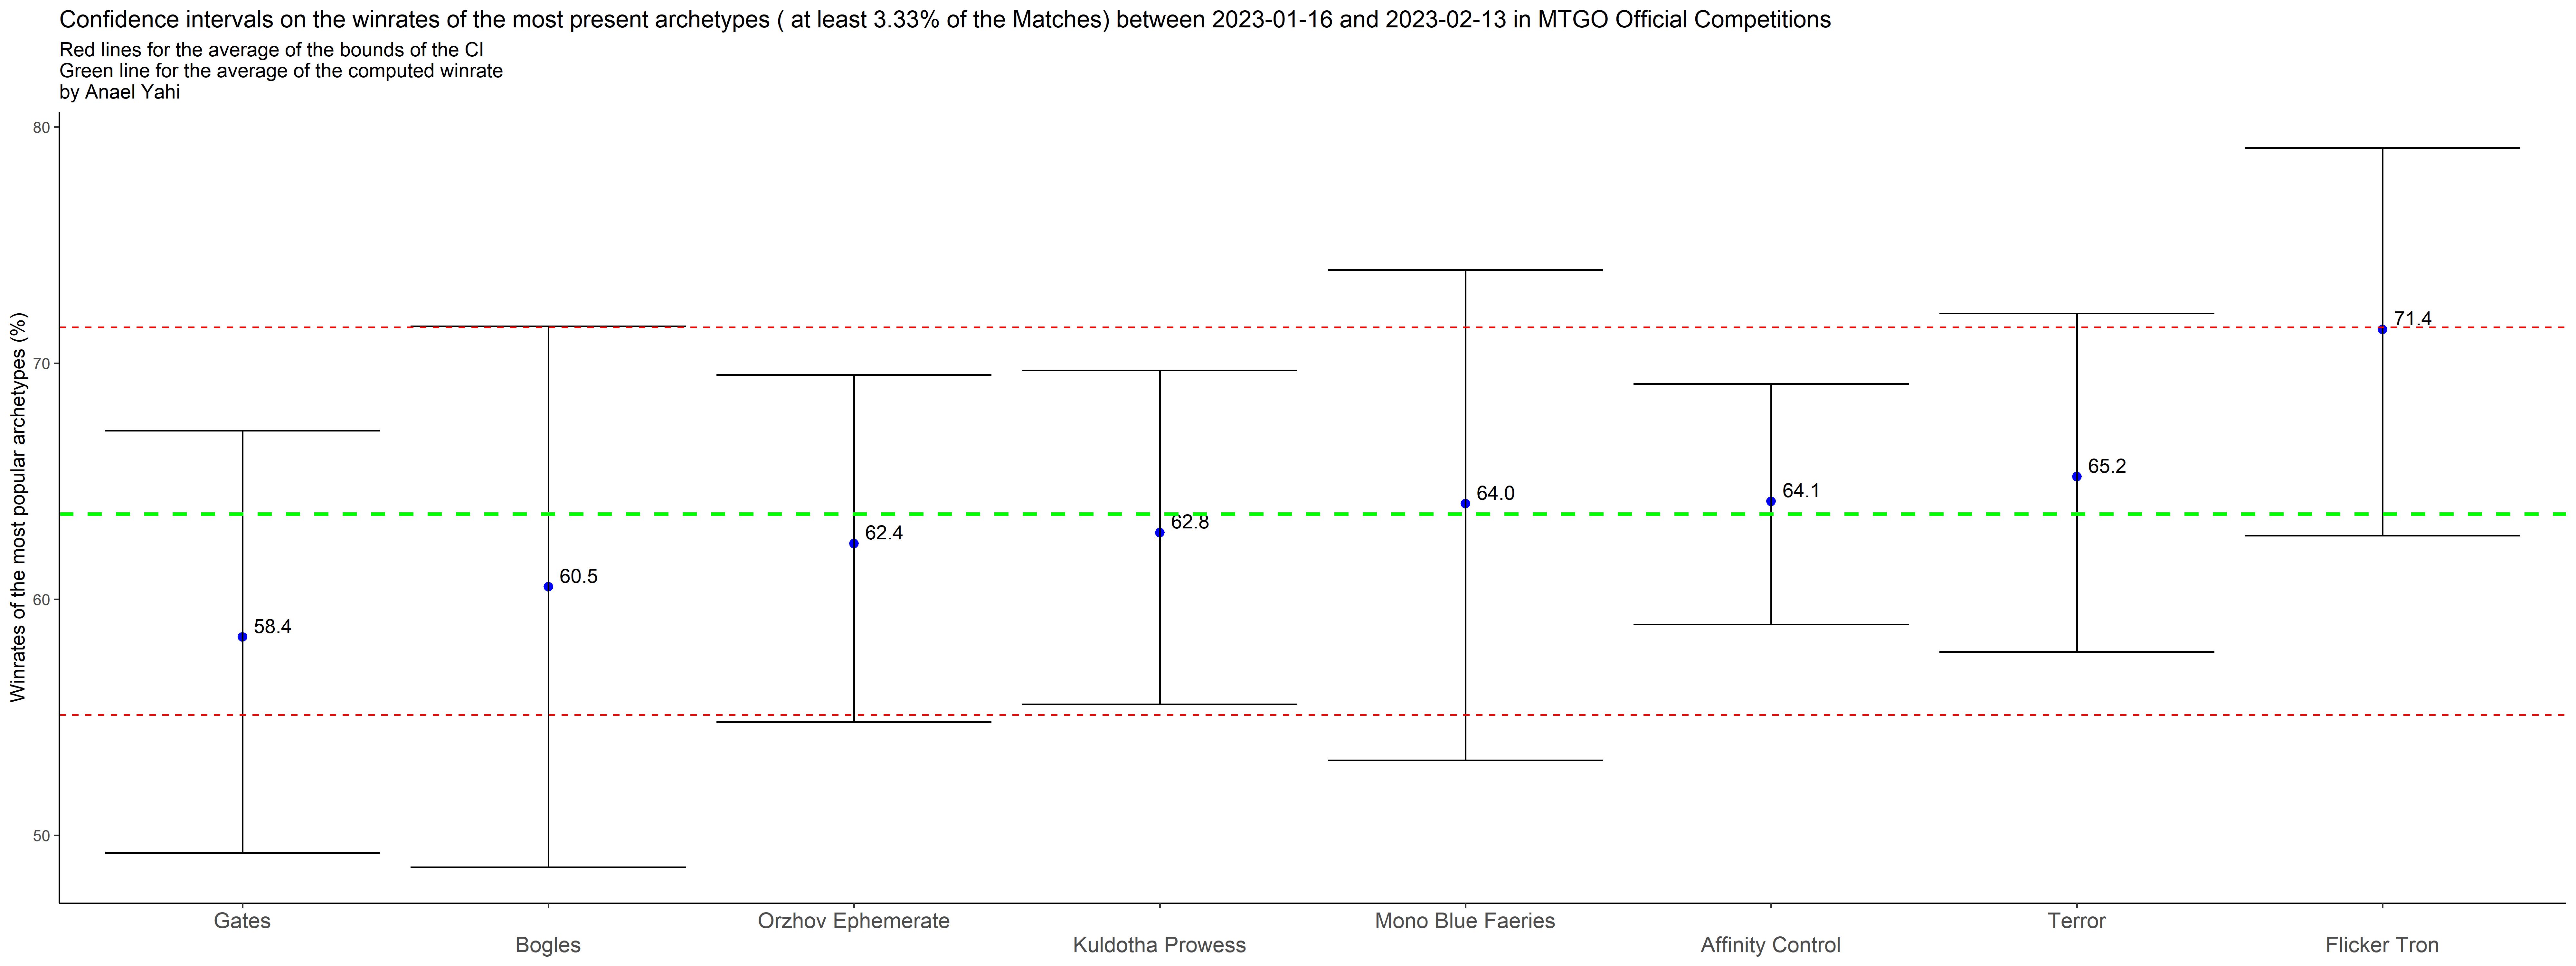 Confidence intervals on the winrates of the most present archetypes ( at least 3.33% of the Matches) between 2023-01-16 and 2023-02-13 in MTGO Official Competitions
Red lines for the average of the bounds of the CI
Green line for the average of the computed winrate
by Anael Yahi
Winrates of the most popular archetypes (%)
80
70
60
50
58.4
60.5
62.4
62.8
64.0
64.1
65.2
71.4
Gates
Bogles
Orzhov Ephemerate
Kuldotha Prowess
Mono Blue Faeries
Affinity Control
Terror
Flicker Tron